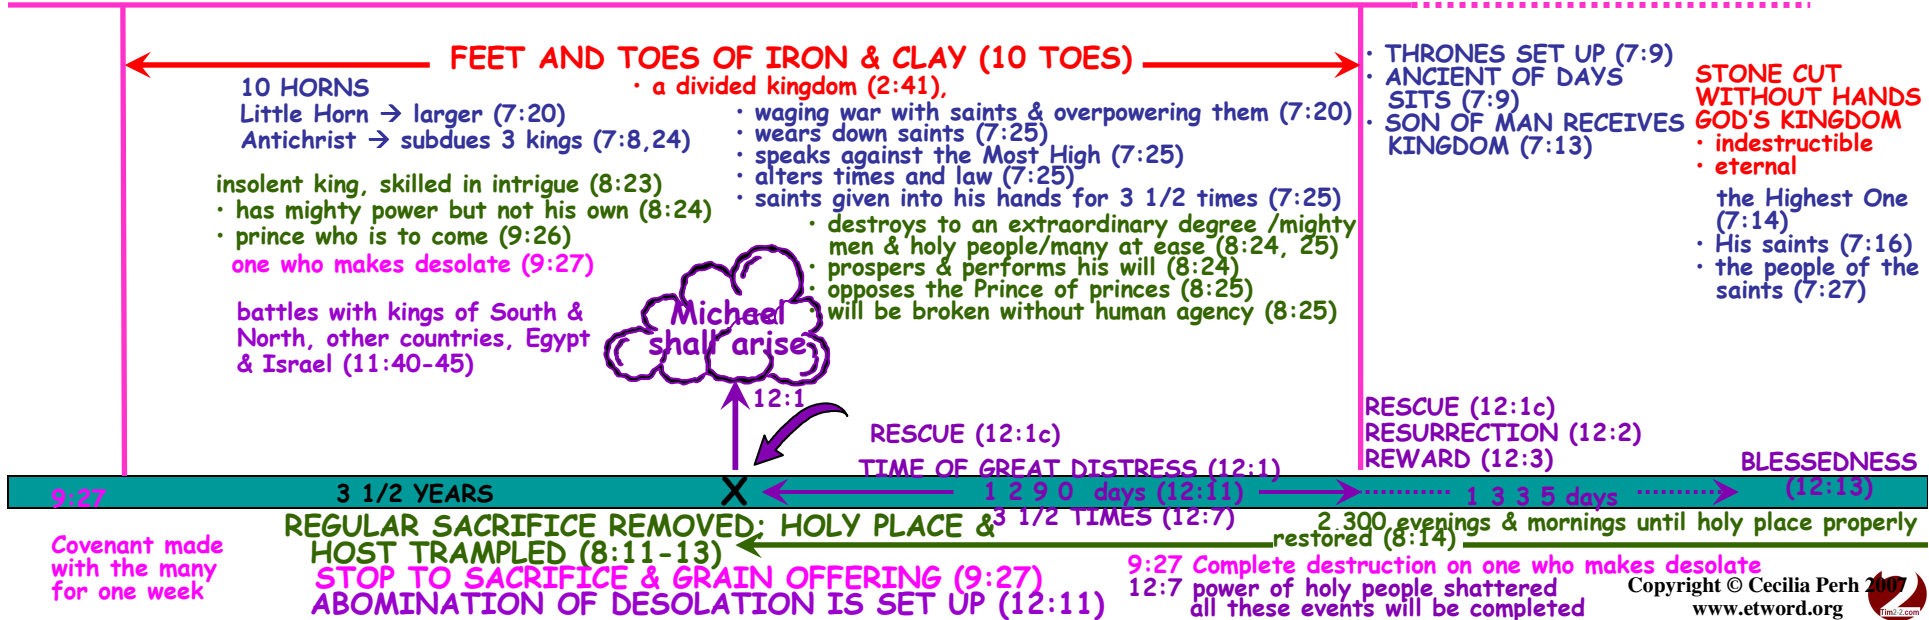 FEET AND TOES OF IRON & CLAY (10 TOES)
• a divided kingdom (2:41),
10 HORNS
Little Horn → larger (7:20)
Antichrist → subdues 3 kings (7:8,24)
insolent king, skilled in intrigue (8:23)
• has mighty power but not his own (8:24)
• prince who is to come (9:26)
one who makes desolate (9:27)
battles with kings of South &
North, other countries, Egypt
& Israel (11:40-45)
• waging war with saints & overpowering them (7:20)
• wears down saints (7:25)
• speaks against the Most High (7:25)
• alters times and law (7:25)
• saints given into his hands for 3 1/2 times (7:25)
• destroys to an extraordinary degree /mighty
men & holy people/many at ease (8:24, 25)
• prospers & performs his will (8:24)
• opposes the Prince of princes (8:25)
• will be broken without human agency (8:25)
Michael
shall arise
12:1
• THRONES SET UP (7:9)
• ANCIENT OF DAYS
SITS (7:9)
• SON OF MAN RECEIVES
KINGDOM (7:13)
STONE CUT
WITHOUT HANDS
GOD'S KINGDOM
• indestructible
• eternal
the Highest One
(7:14)
• His saints (7:16)
• the people of the
saints (7:27)
RESCUE (12:1c)
TIME OF GREAT DISTRESS (12:1)
RESCUE (12:1c)
RESURRECTION (12:2)
REWARD (12:3)
BLESSEDNESS
(12:13)
9:27
3 1/2 YEARS
X
1 2 9 0 days (12:11)
1 3 3 5 days
3 1/2 TIMES (12:7)
Covenant made
with the many
for one week
REGULAR SACRIFICE REMOVED; HOLY PLACE &
HOST TRAMPLED (8:11-13)
STOP TO SACRIFICE & GRAIN OFFERING (9:27)
ABOMINATION OF DESOLATION IS SET UP (12:11)
2,300 evenings & mornings until holy place properly
restored (8:14)
9:27 Complete destruction on one who makes desolate
12:7 power of holy people shattered
all these events will be completed
Copyright © Cecilia Perh 2007
www.etword.org
2
Tim2-2.com